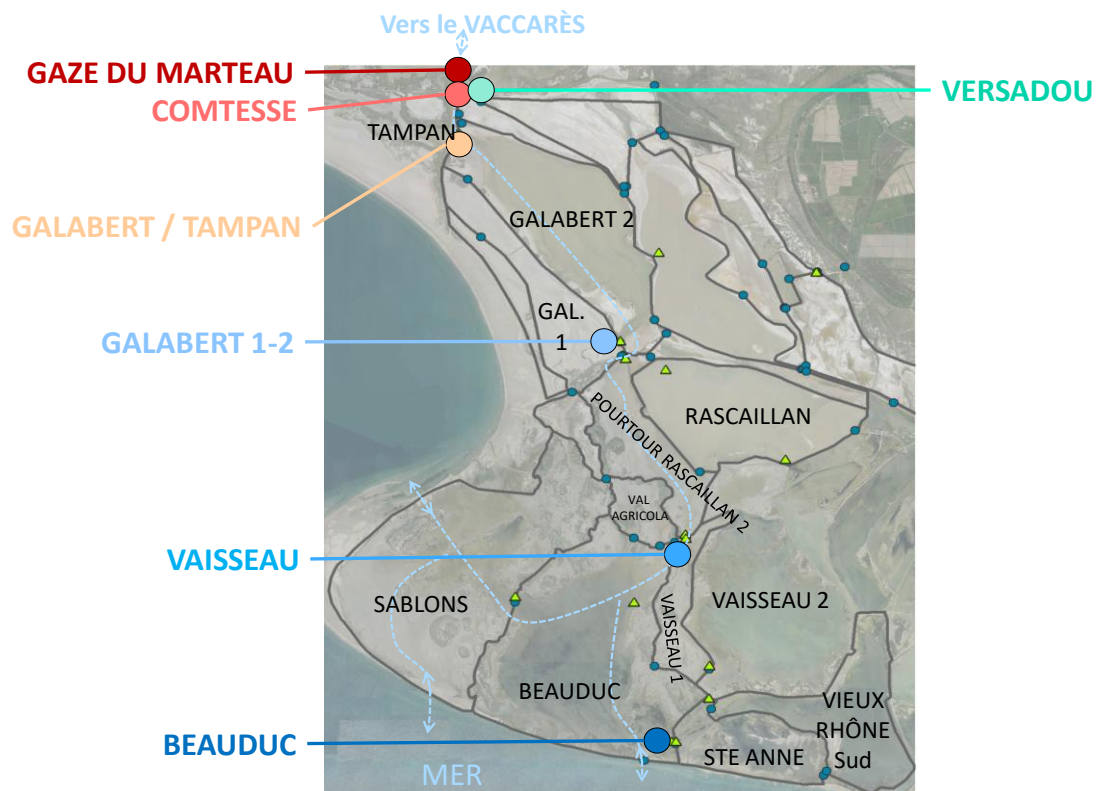 Vers le VACCARÈS
GAZE DU MARTEAU
COMTESSE
VERSADOU
TAMPAN
GALABERT / TAMPAN
GALABERT 2
GAL.
1
GALABERT 1-2
RASCAILLAN
POURTOUR RASCAILLAN 2
VAL
AGRICOLA
VAISSEAU
SABLONS
VAISSEAU 2
VAISSEAU 1
BEAUDUC
VIEUX
RHÔNE
Sud
BEAUDUC
STE ANNE
MER